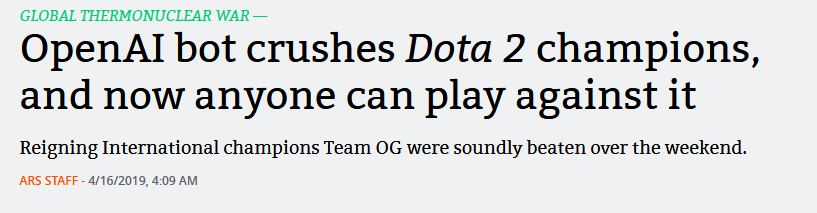 GLOBAL THERMONUCLEAR WAR —
OpenAI bot crushes Dota 2 champions,
and now anyone can play against it
Reigning International champions Team OG were soundly beaten over the weekend.
ARS STAFF - 4/16/2019, 4:09 AM